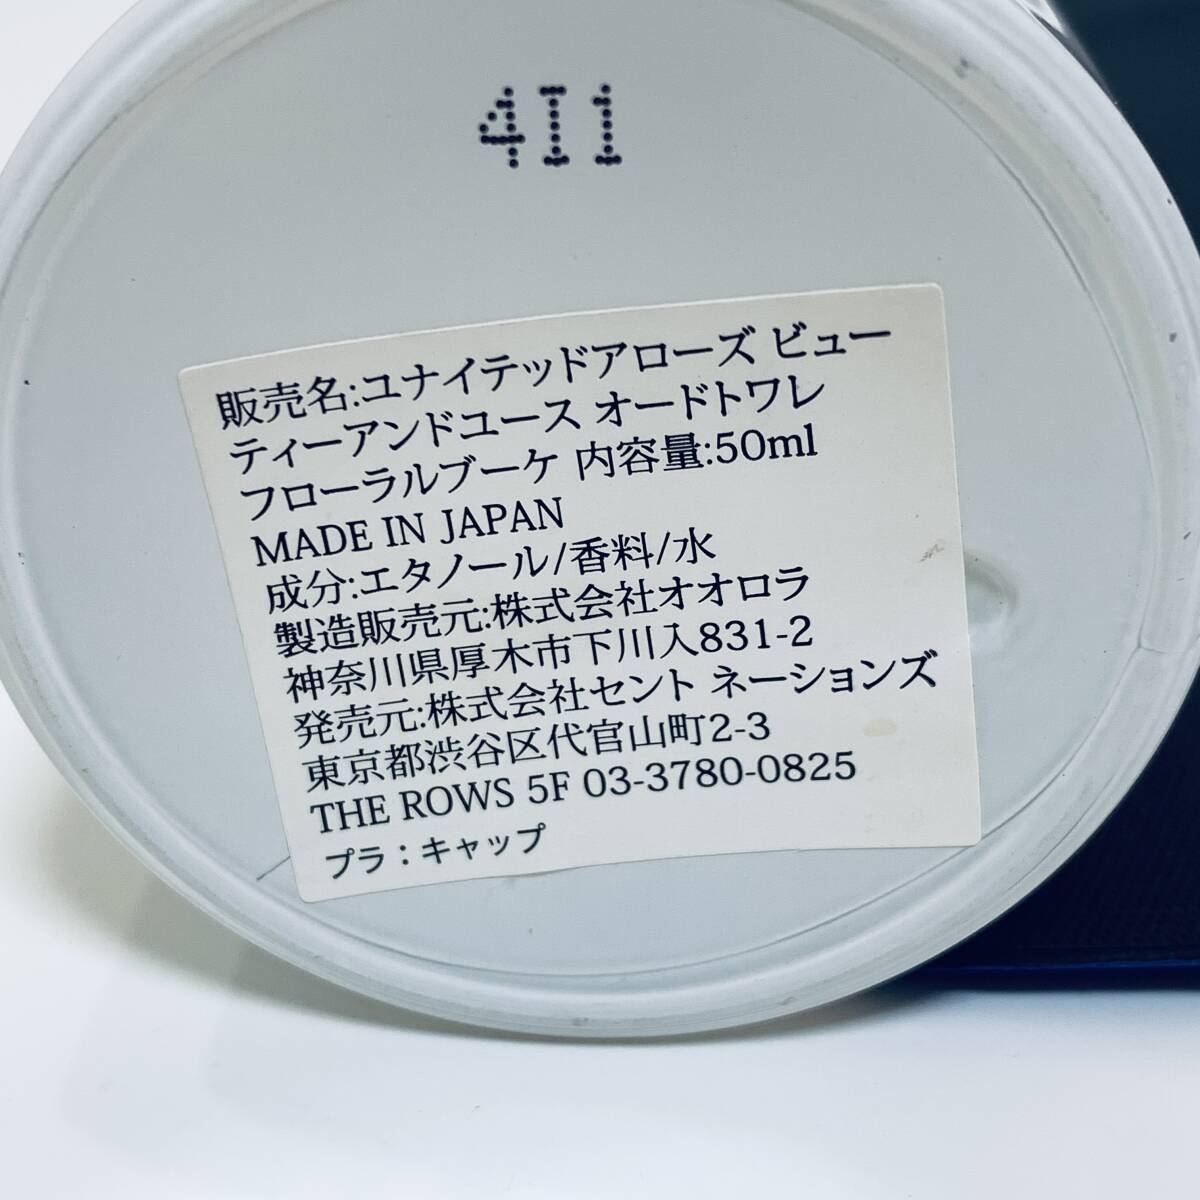 4I1
販売名:ユナイテッドアローズ ビュー
ティーアンドユース オードトワレ
フローラルブーケ 内容量:50ml
MADE IN JAPAN
成分:エタノール/香料/水
製造販売元:株式会社オオロラ
神奈川県厚木市下川入831-2
発売元:株式会社セント ネーションズ
東京都渋谷区代官山町2-3
THE ROWS 5F 03-3780-0825
プラ：キャップ